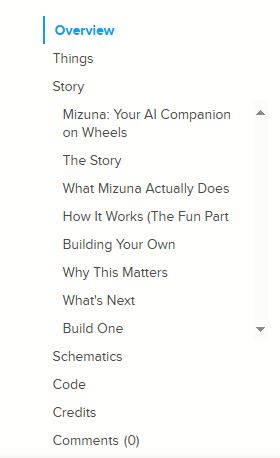 Overview
Things
Story
Mizuna: Your AI Companion
on Wheels
The Story
What Mizuna Actually Does
How It Works (The Fun Part
Building Your Own
Why This Matters
What's Next
Build One
Schematics
Code
Credits
Comments (0)